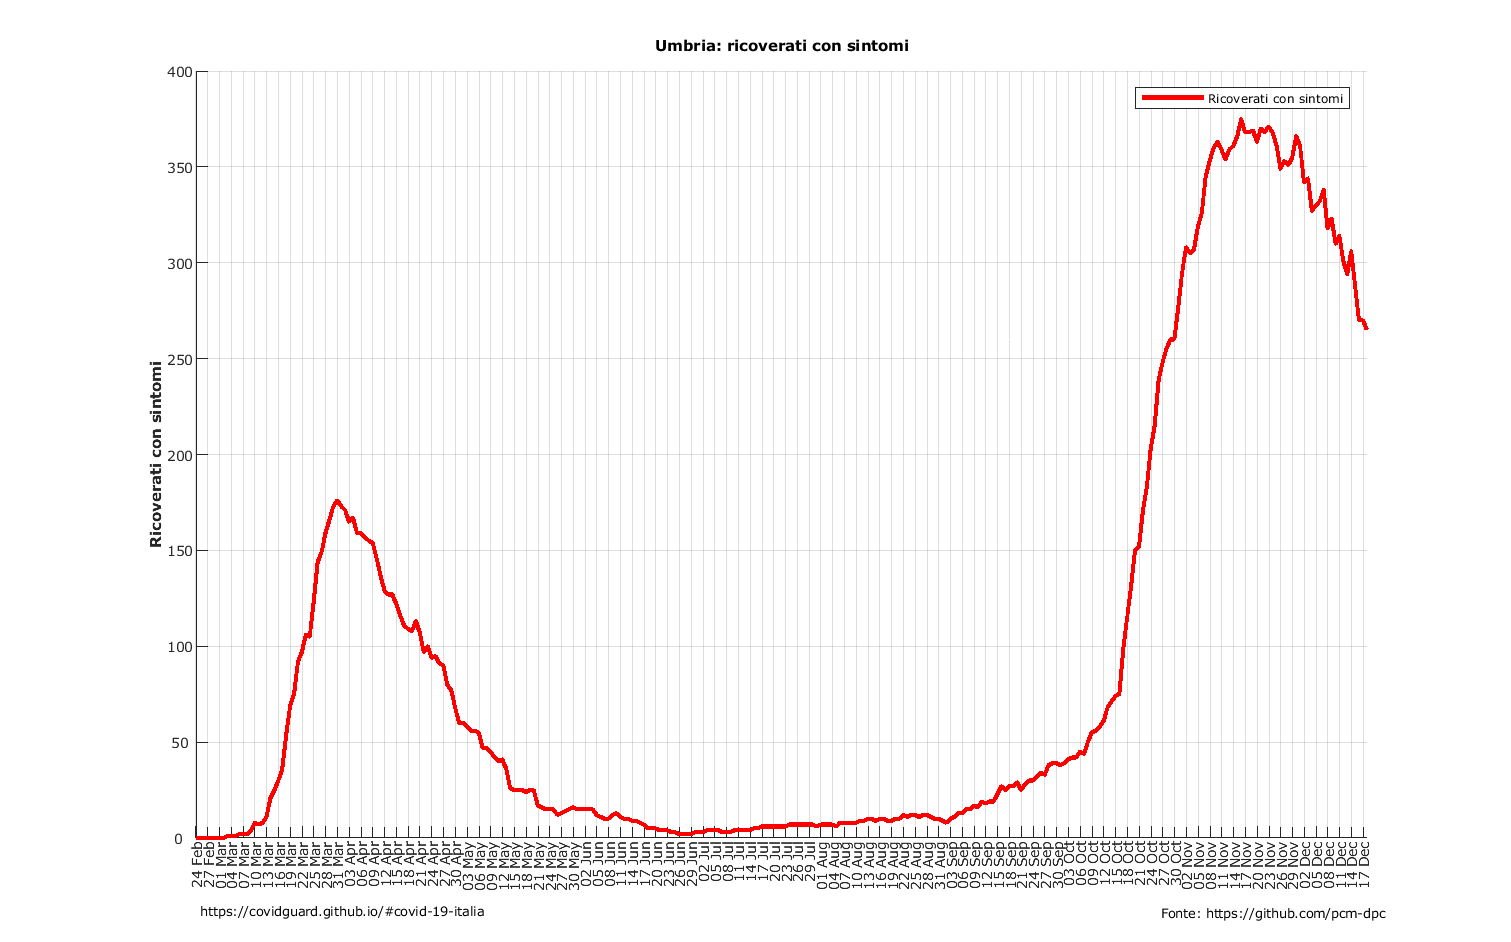 Umbria: ricoverati con sintomi
Ricoverati con sintomi
Ricoverati con sintomi
400
350
300
250
200
150
100
50
0
24 Feb
27 Feb
01 Mar
04 Mar
07 Mar
10 Mar
13 Mar
16 Mar
19 Mar
22 Mar
25 Mar
28 Mar
31 Mar
03 Apr
06 Apr
09 Apr
12 Apr
15 Apr
18 Apr
21 Apr
24 Apr
27 Apr
30 Apr
03 May
06 May
09 May
12 May
15 May
18 May
21 May
24 May
27 May
30 May
02 Jun
05 Jun
08 Jun
11 Jun
14 Jun
17 Jun
20 Jun
23 Jun
26 Jun
29 Jun
02 Jul
05 Jul
08 Jul
11 Jul
14 Jul
17 Jul
20 Jul
23 Jul
26 Jul
29 Jul
01 Aug
04 Aug
07 Aug
10 Aug
13 Aug
16 Aug
19 Aug
22 Aug
25 Aug
28 Aug
31 Aug
03 Sep
06 Sep
09 Sep
12 Sep
15 Sep
18 Sep
21 Sep
24 Sep
27 Sep
30 Sep
03 Oct
06 Oct
09 Oct
12 Oct
15 Oct
18 Oct
21 Oct
24 Oct
27 Oct
30 Oct
02 Nov
05 Nov
08 Nov
11 Nov
14 Nov
17 Nov
20 Nov
23 Nov
26 Nov
29 Nov
02 Dec
05 Dec
08 Dec
11 Dec
14 Dec
17 Dec
https://covidguard.github.io/#covid-19-italia
Fonte: https://github.com/pcm-dpc